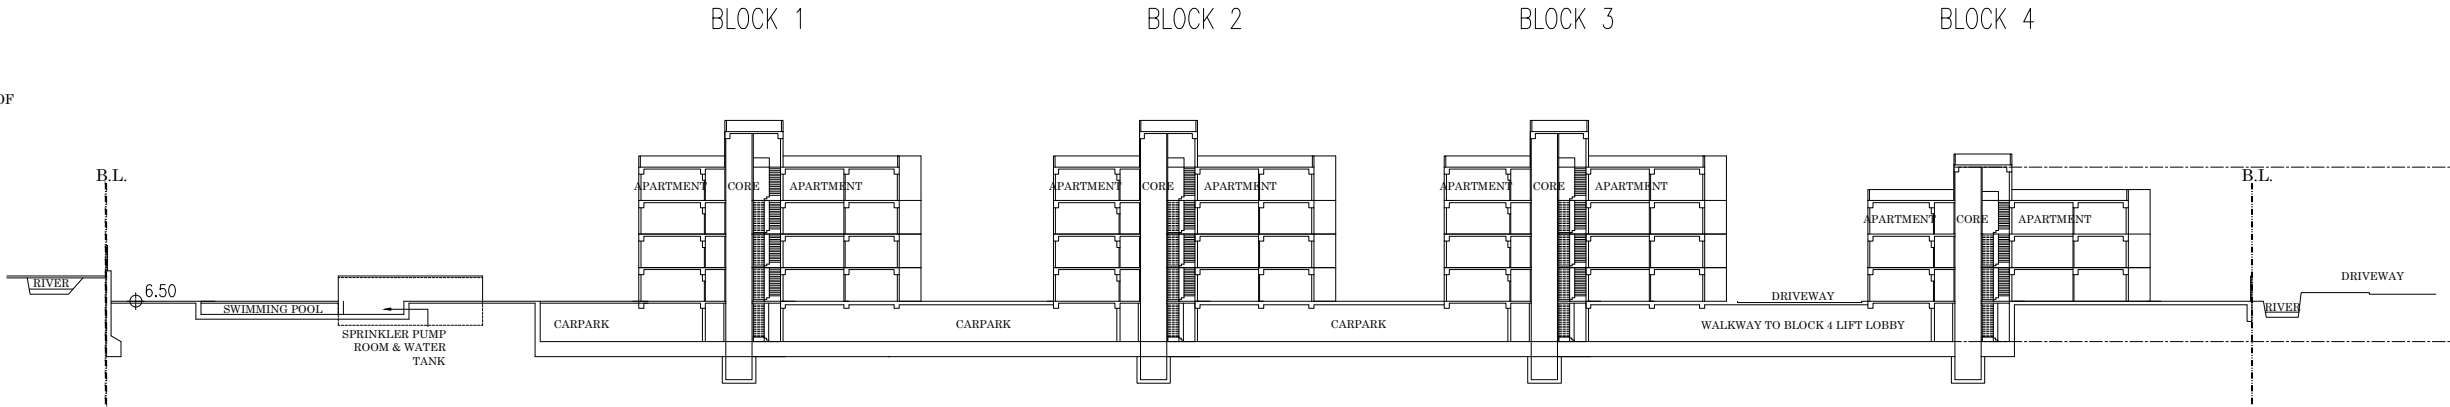 BLOCK 1
BLOCK 2
BLOCK 3
BLOCK 4
OF
B.L.
B.L.
APARTMENT
CORE
APARTMENT
APARTMENT
CORE
APARTMENT
APARTMENT
CORE
APARTMENT
APARTMENT
CORE
APARTMENT
RIVER
6.50
SWIMMING POOL
SPRINKLER PUMP
ROOM & WATER
TANK
CARPARK
CARPARK
CARPARK
DRIVEWAY
WALKWAY TO BLOCK 4 LIFT LOBBY
RIVER
DRIVEWAY